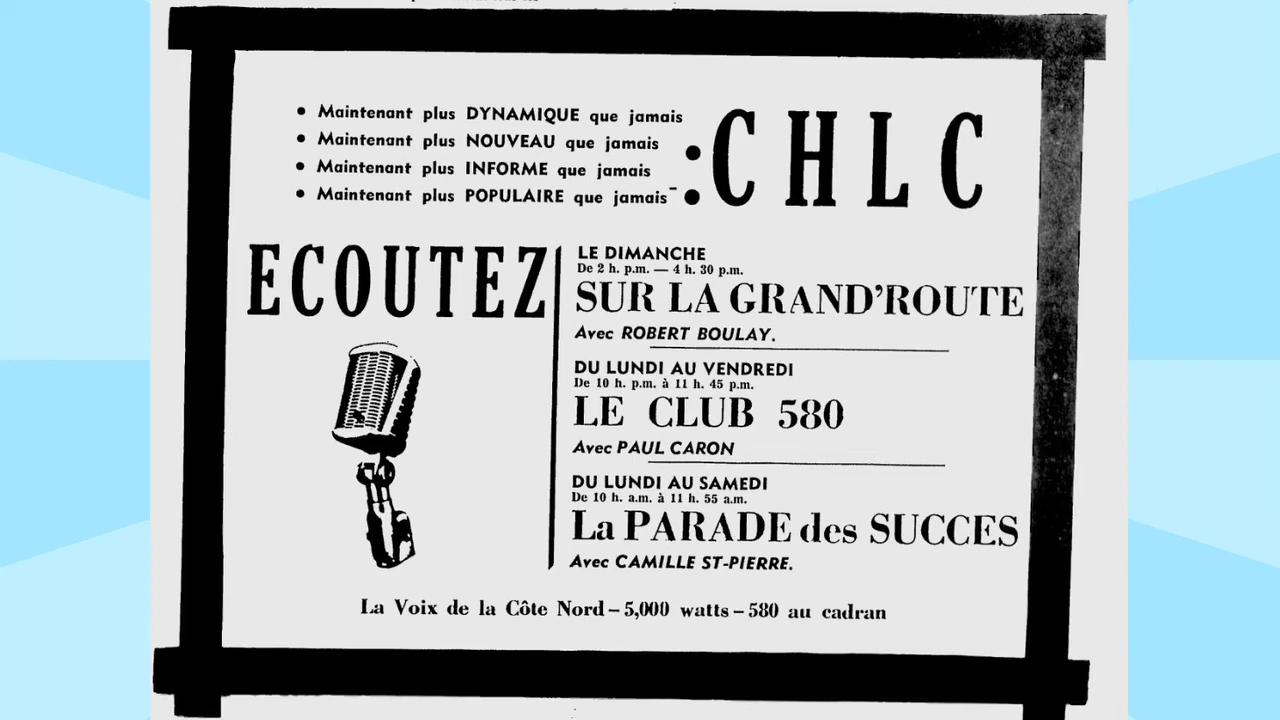 • Maintenant plus DYNAMIQUE que jamais
• Maintenant plus NOUVEAU que jamais
• Maintenant plus INFORME que jamais
• Maintenant plus POPULAIRE que jamais
: CHLC
ECOUTEZ
LE DIMANCHE
De 2 h. p.m. — 4 h. 30 p.m.
SUR LA GRAND'ROUTE
Avec ROBERT BOULAY.
DU LUNDI AU VENDREDI
De 10 h. p.m. à 11 h. 45 p.m.
LE CLUB 580
Avec PAUL CARON
DU LUNDI AU SAMEDI
De 10 h. a.m. à 11 h. 55 a.m.
La PARADE des SUCCES
Avec CAMILLE ST-PIERRE.
La Voix de la Côte Nord – 5,000 watts – 580 au cadran